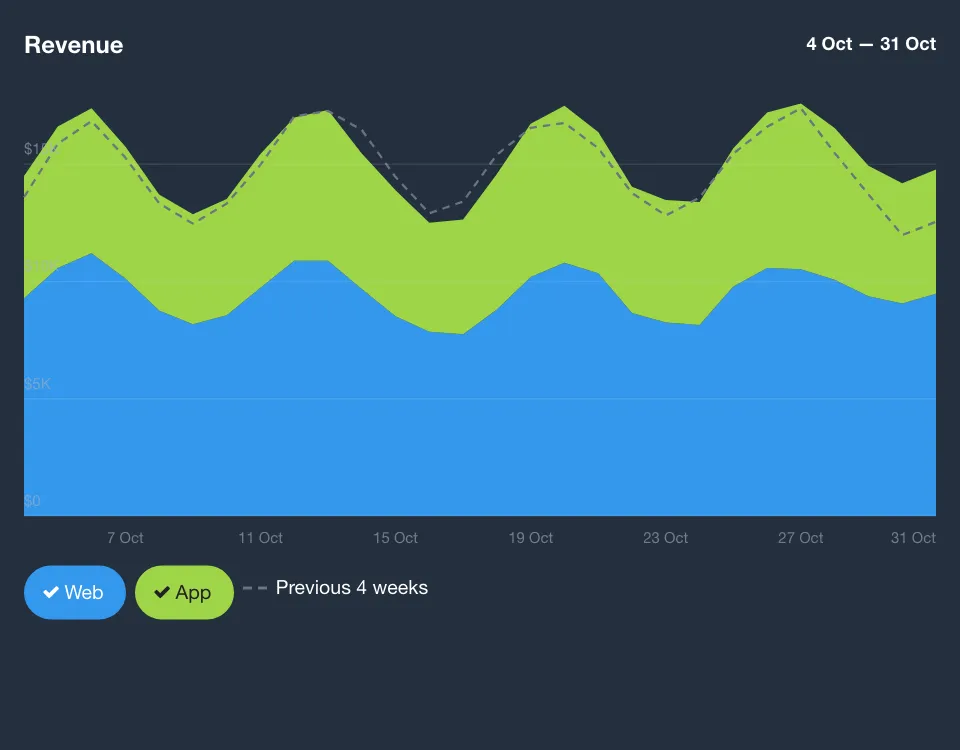 Revenue
4 Oct — 31 Oct
$5K
$0
7 Oct
11 Oct
15 Oct
19 Oct
23 Oct
27 Oct
31 Oct
Web
App
Previous 4 weeks